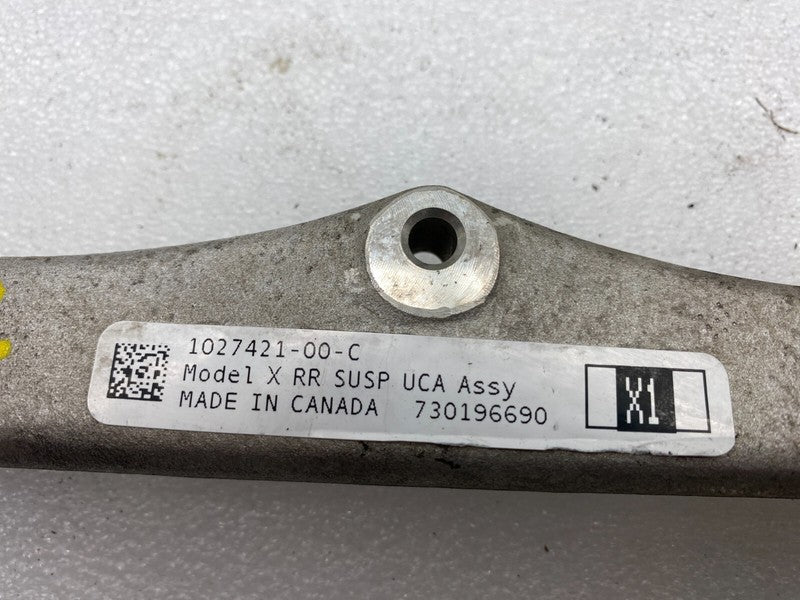 1027421-00-C
Model X RR SUSP UCA Assy
MADE IN CANADA 730196690
X1